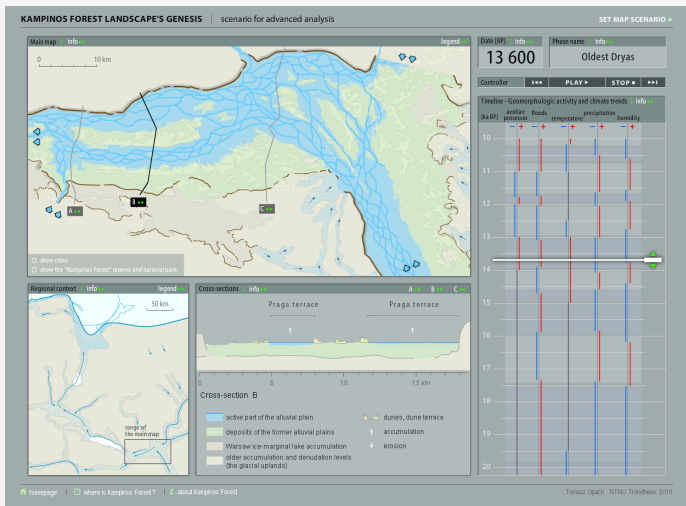 KAMPINOS FOREST LANDSCAPE'S GENESIS | scenario for advanced analysis
SET MAP SCENARIO
Main map | info
legend
0 10 km
A
B
C
show cities
show the "Kampinos Forest" reserve and national park
Date (BP) info
13 600
Phase name | info
Oldest Dryas
Controller
PLAY
STOP
Timeline - Geomorphologic activity and climate trends | info
(ka BP)
aeolian processes
floods
temperature
precipitation
humidity
− + − + − + − + − +
10
11
12
13
14
15
16
17
18
19
20
Regional context | info
legend
50 km
range of
the main map
Cross-sections | info
A B C
Praga terrace Praga terrace
0 5 10 15 km
Cross-section B
active part of the alluvial plain
deposits of the former alluvial plains
Warsaw ice-marginal lake accumulation
older accumulation and denudation levels
(the glacial uplands)
dunes, dune terrace
accumulation
erosion
homepage | where is Kampinos Forest? | about Kampinos Forest
Tomasz Opach NTNU Trondheim 2010